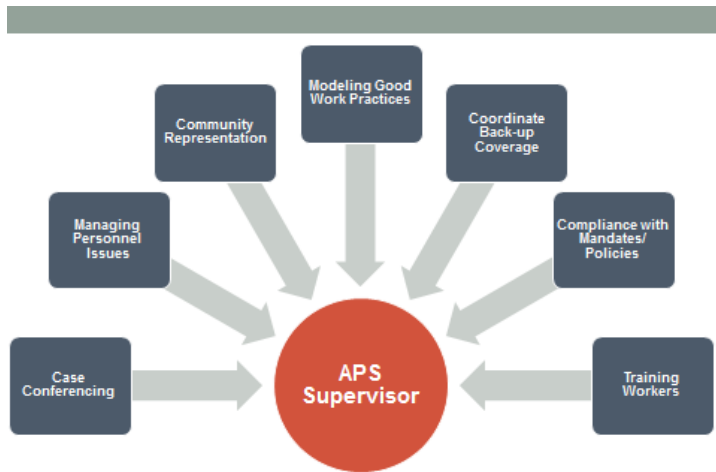 Modeling Good
Work Practices
Community
Representation
Coordinate
Back-up
Coverage
Managing
Personnel
Issues
Compliance with
Mandates/
Policies
Case
Conferencing
APS
Supervisor
Training
Workers